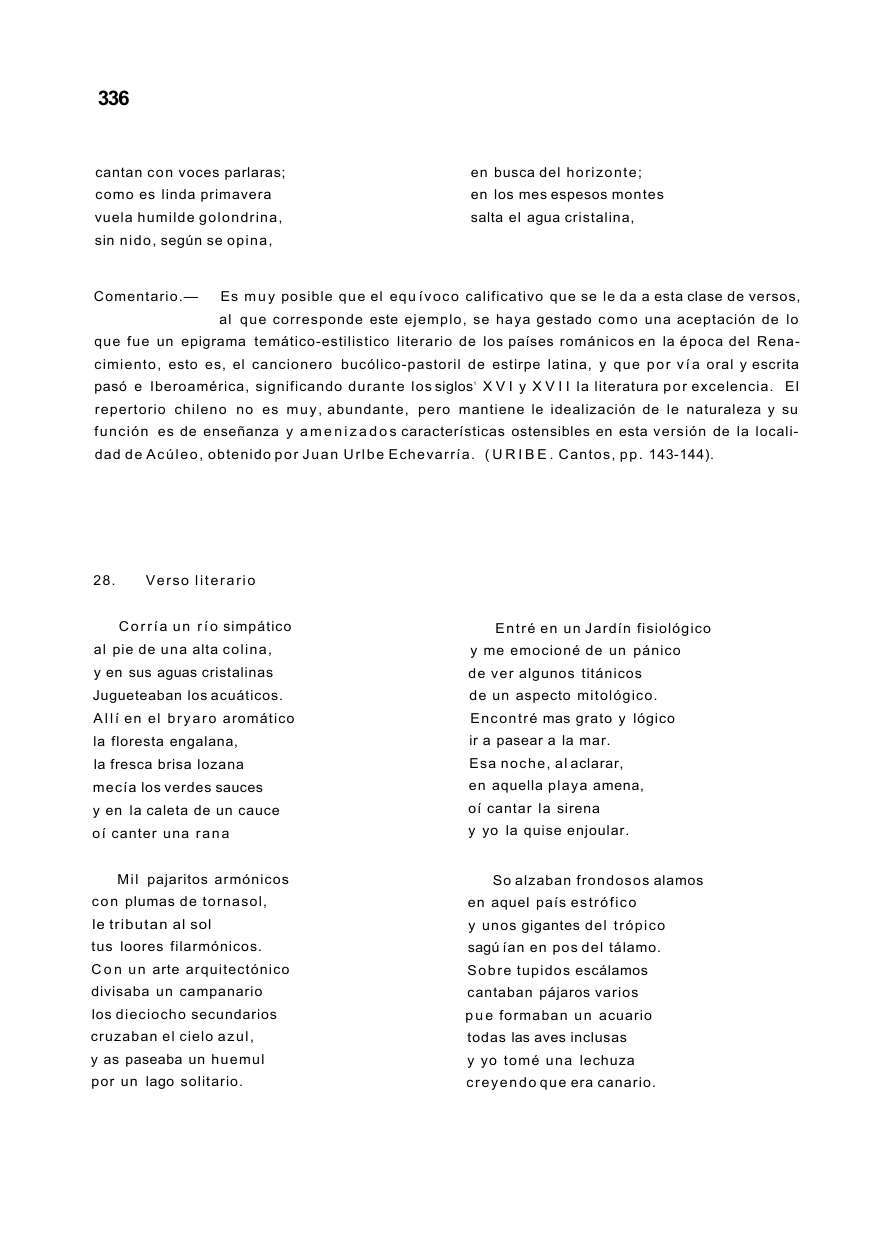 336
cantan con voces parlaras;
como es linda primavera
vuela humilde golondrina,
sin nido, según se opina,
en busca del horizonte;
en los mes espesos montes
salta el agua cristalina,
Comentario.— Es muy posible que el equívoco calificativo que se le da a esta clase de versos,
al que corresponde este ejemplo, se haya gestado como una aceptación de lo
que fue un epigrama temático-estilistico literario de los países románicos en la época del Rena-
cimiento, esto es, el cancionero bucólico-pastoril de estirpe latina, y que por vía oral y escrita
pasó e Iberoamérica, significando durante los siglos XVI y XVII la literatura por excelencia. El
repertorio chileno no es muy, abundante, pero mantiene le idealización de le naturaleza y su
función es de enseñanza y amenizados características ostensibles en esta versión de la locali-
dad de Acúleo, obtenido por Juan UrIbe Echevarría. (URIBE. Cantos, pp. 143-144).
28. Verso literario
Corría un río simpático
al pie de una alta colina,
y en sus aguas cristalinas
Jugueteaban los acuáticos.
Allí en el bryaro aromático
la floresta engalana,
la fresca brisa lozana
mecía los verdes sauces
y en la caleta de un cauce
oí canter una rana
Mil pajaritos armónicos
con plumas de tornasol,
le tributan al sol
tus loores filarmónicos.
Con un arte arquitectónico
divisaba un campanario
los dieciocho secundarios
cruzaban el cielo azul,
y as paseaba un huemul
por un lago solitario.
Entré en un Jardín fisiológico
y me emocioné de un pánico
de ver algunos titánicos
de un aspecto mitológico.
Encontré mas grato y lógico
ir a pasear a la mar.
Esa noche, al aclarar,
en aquella playa amena,
oí cantar la sirena
y yo la quise enjoular.
So alzaban frondosos alamos
en aquel país estrófico
y unos gigantes del trópico
sagúían en pos del tálamo.
Sobre tupidos escálamos
cantaban pájaros varios
pue formaban un acuario
todas las aves inclusas
y yo tomé una lechuza
creyendo que era canario.